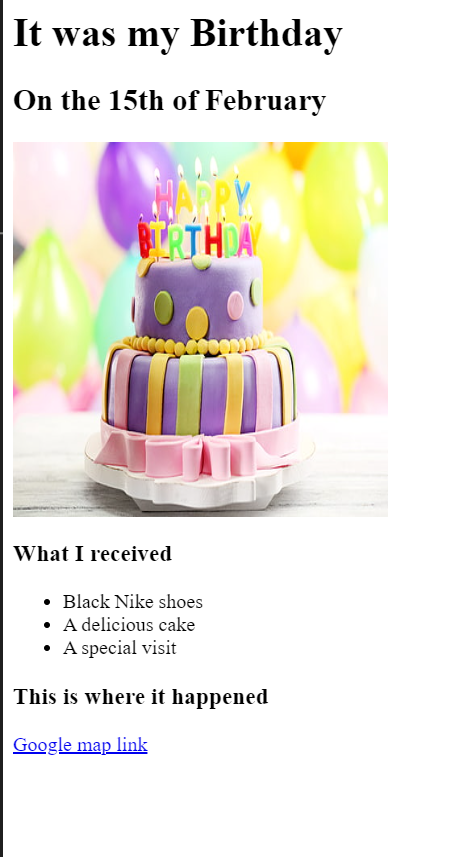 It was my Birthday
On the 15th of February
HAPPY
BIRTHDAY
What I received
Black Nike shoes
A delicious cake
A special visit
This is where it happened
Google map link